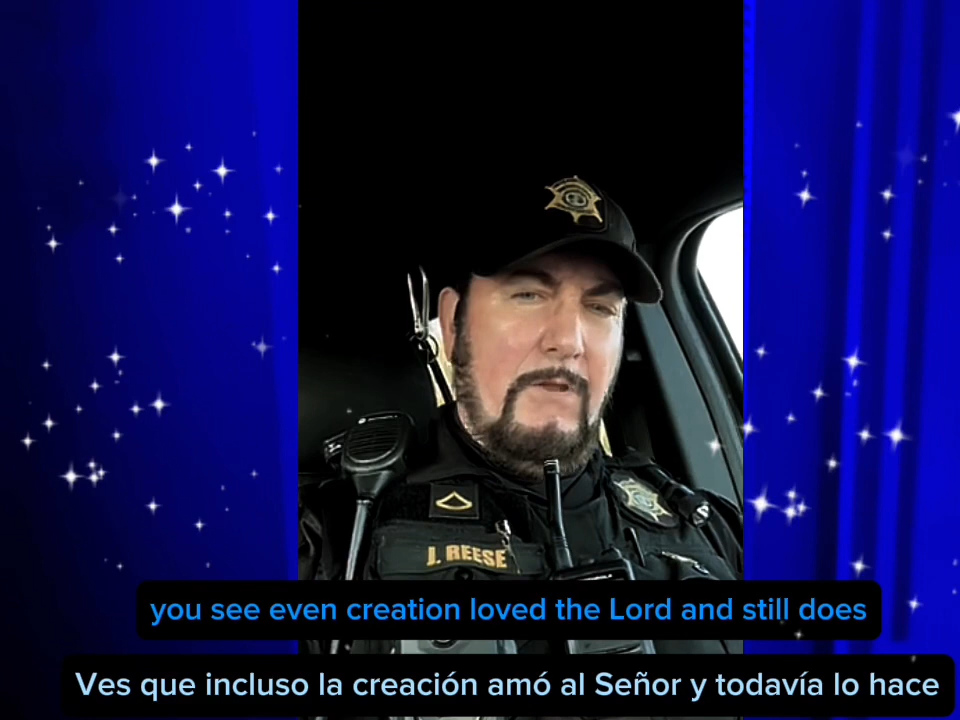 J. REESE
you see even creation loved the Lord and still does
Ves que incluso la creación amó al Señor y todavía lo hace